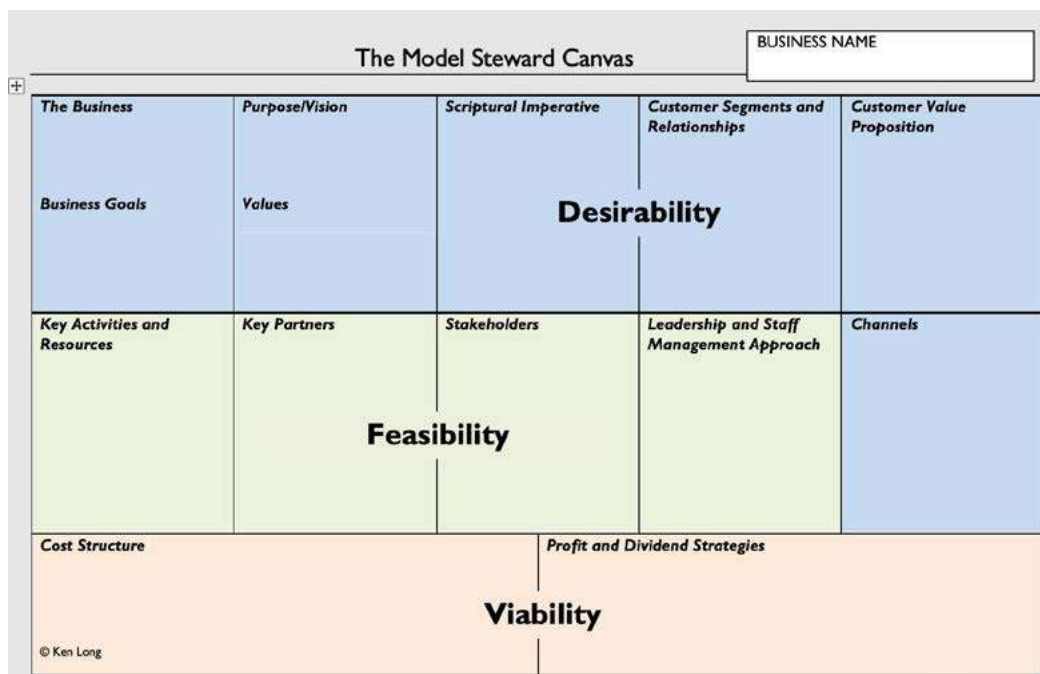 The Model Steward Canvas
BUSINESS NAME
The Business
Purpose/Vision
Scriptural Imperative
Customer Segments and
Relationships
Customer Value
Proposition
Business Goals
Values
Desirability
Key Activities and
Resources
Key Partners
Stakeholders
Leadership and Staff
Management Approach
Channels
Feasibility
Cost Structure
Profit and Dividend Strategies
Viability
© Ken Long